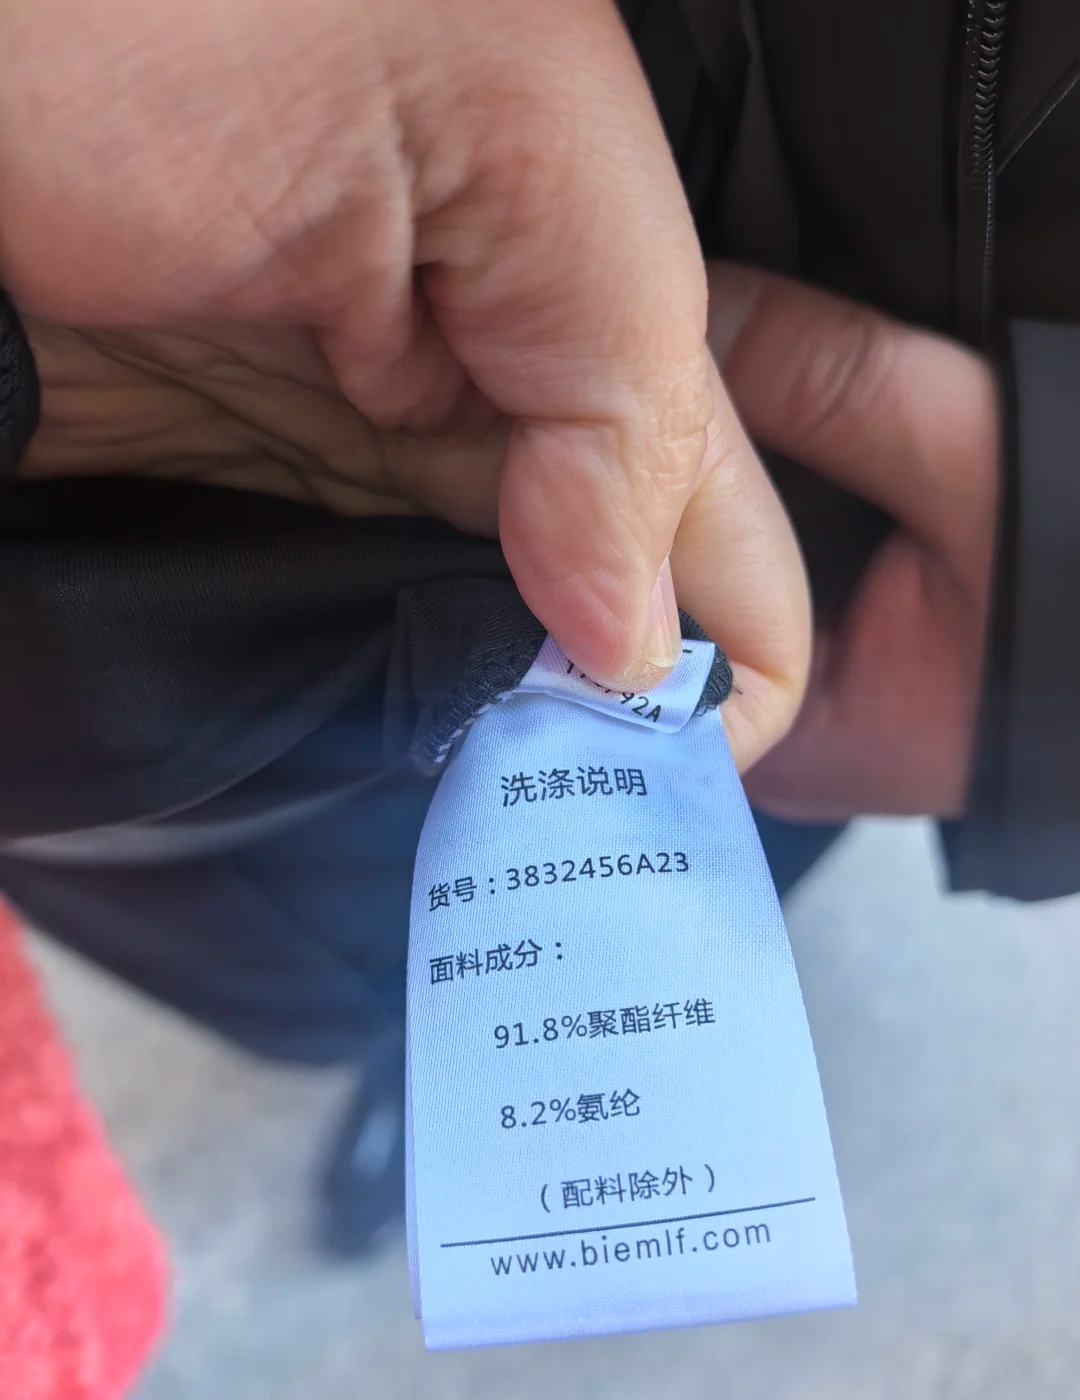 92A
洗涤说明
货号：3832456A23
面料成分：
91.8%聚酯纤维
8.2%氨纶
（配料除外）
www.biemlf.com